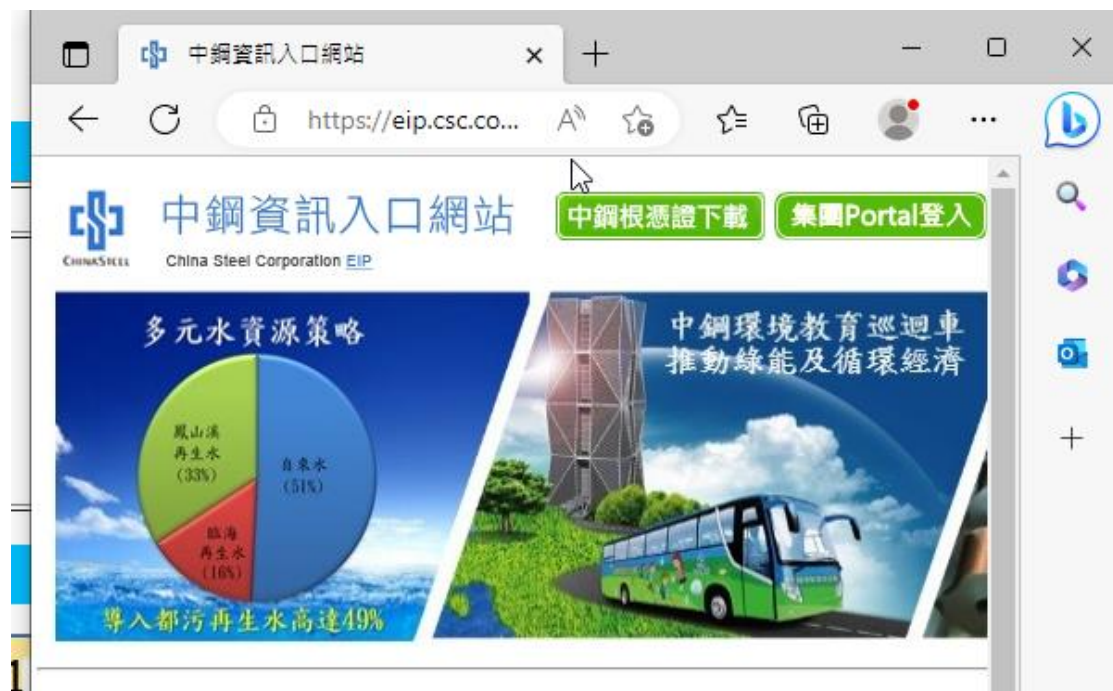 中鋼資訊入口網站
https://eip.csc.co...
中鋼資訊入口網站
中鋼根憑證下載
集團Portal登入
CHINASTEEL
China Steel Corporation EIP
多元水資源策略
鳳山溪
再生水
(33%)
自來水
(51%)
臨海
再生水
(16%)
導入都污再生水高達49%
中鋼環境教育巡迴車
推動綠能及循環經濟
1